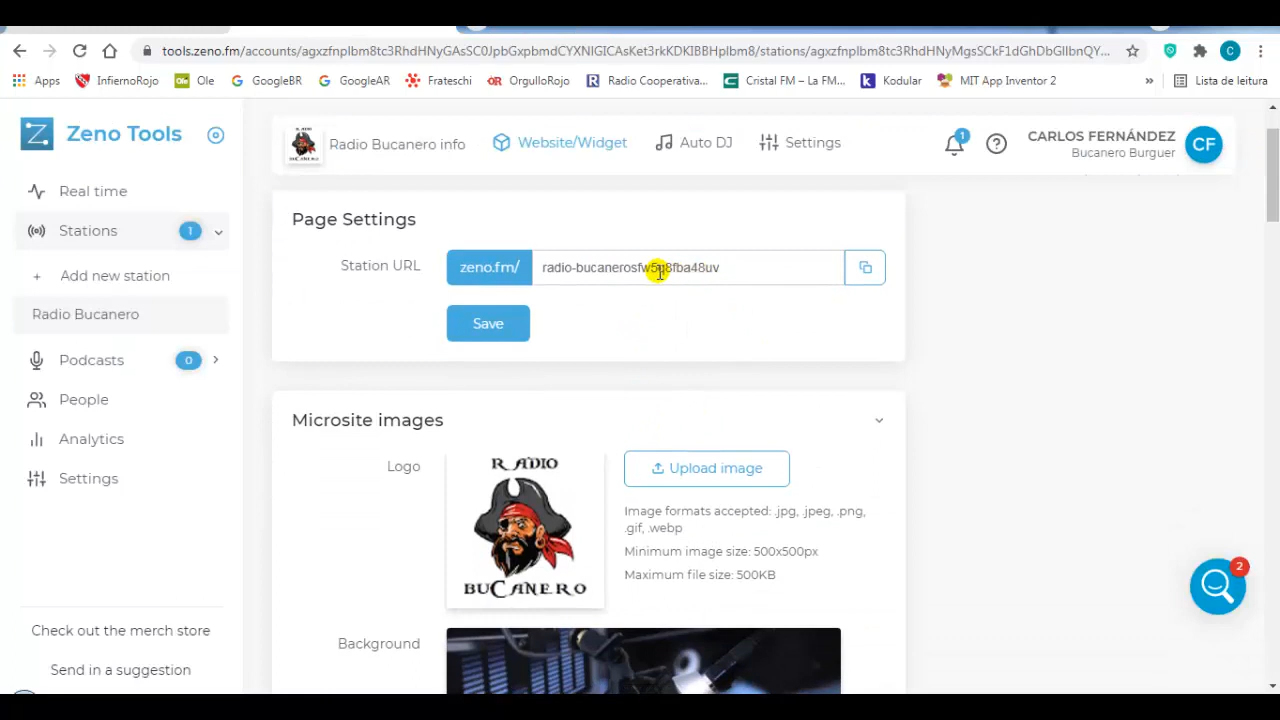 tools.zeno.fm/accounts/agxzfnplbm8tc3RhdHNyGAsSC0JpbGxpbmdCYXNlIGICAsKet3rkKDKIBBHplbm8/stations/agxzfnplbm8tc3RhdHNyMgsSCkF1dGhDbGllbnQY...
Apps InfiernoRojo Ole GoogleBR GoogleAR Frateschi OrgulloRojo Radio Cooperativa... Cristal FM – La FM... Kodular MIT App Inventor 2 » Lista de leitura
Zeno Tools
Radio Bucanero info Website/Widget Auto DJ Settings 1 CARLOS FERNÁNDEZ CF
Bucanero Burguer
Real time
Stations 1
+ Add new station
Radio Bucanero
Podcasts 0
People
Analytics
Settings
Check out the merch store
Send in a suggestion
Page Settings
Station URL zeno.fm/
Save
Microsite images
Logo
RADIO
BUCANERO
Upload image
Image formats accepted: .jpg, .jpeg, .png,
.gif, .webp
Minimum image size: 500x500px
Maximum file size: 500KB
Background
2